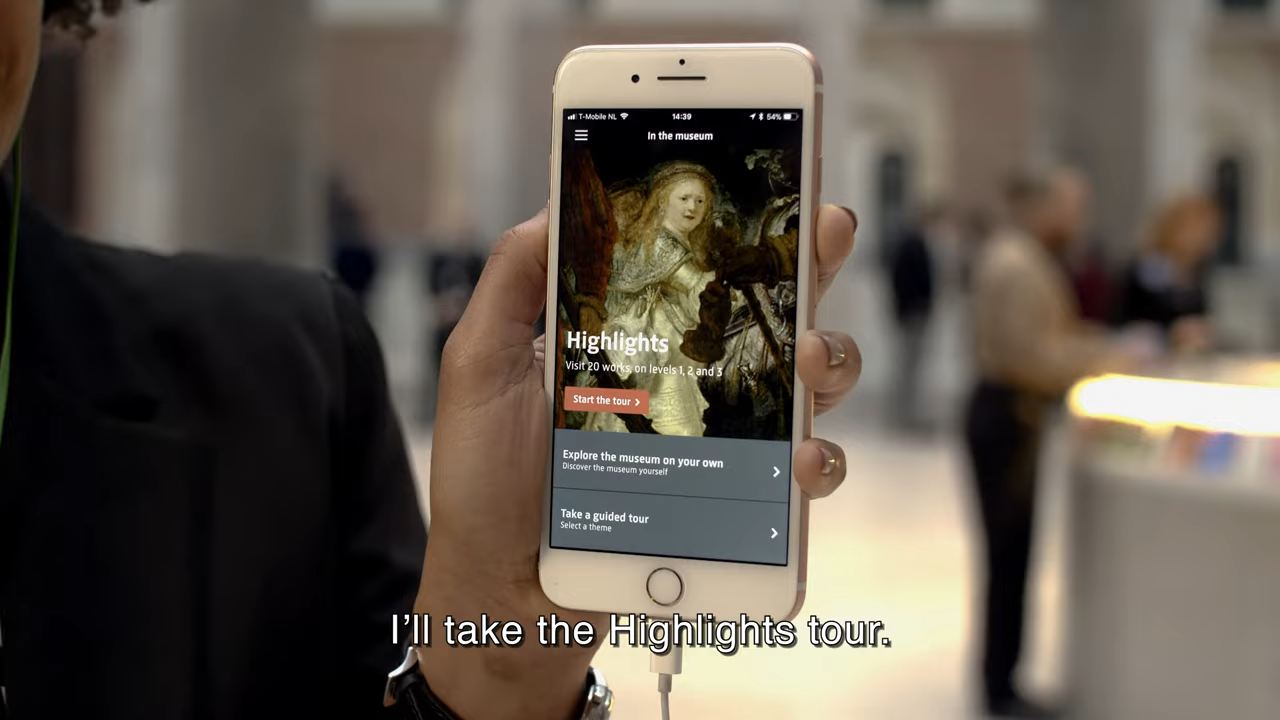 T-Mobile NL 14:39 54%
In the museum
Highlights
Visit 20 works, on levels 1, 2 and 3
Start the tour
Explore the museum on your own
Discover the museum yourself
Take a guided tour
Select a theme
I'll take the Highlights tour.